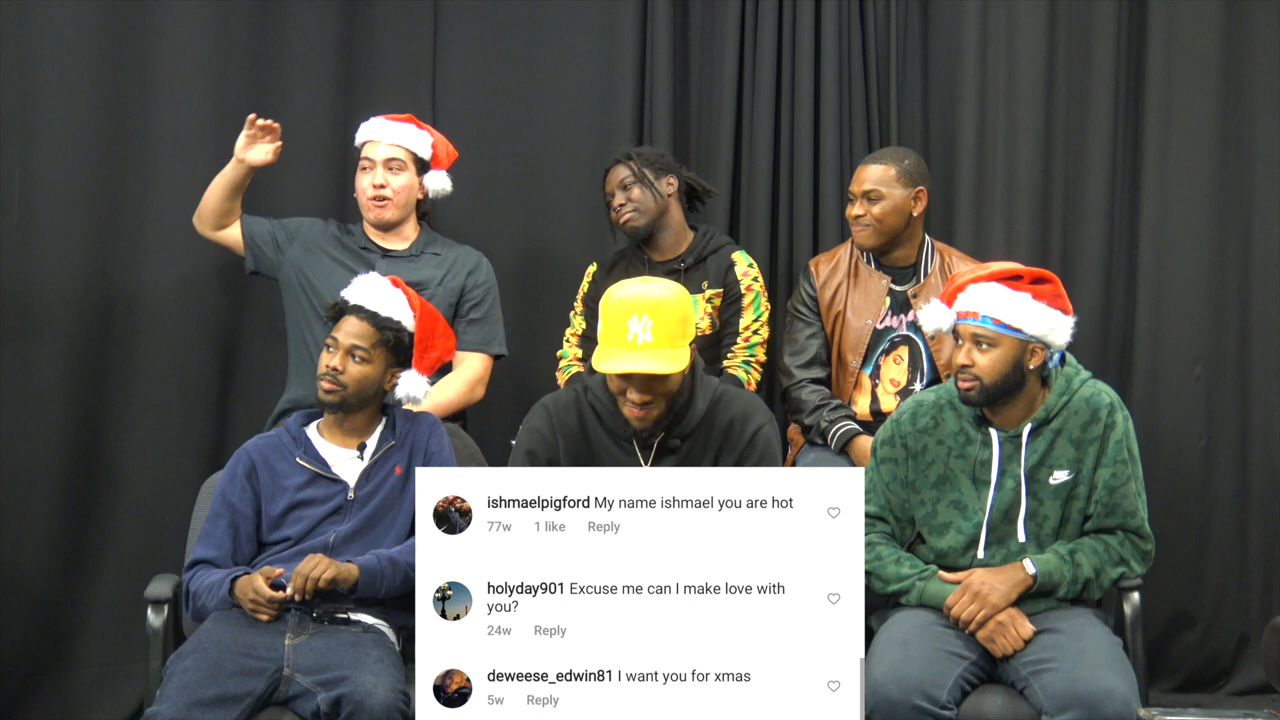 NY
NIKE
ishmaelpigford My name ishmael you are hot
77w 1 like Reply
holyday901 Excuse me can I make love with
you?
24w Reply
deweese_edwin81 I want you for xmas
5w Reply